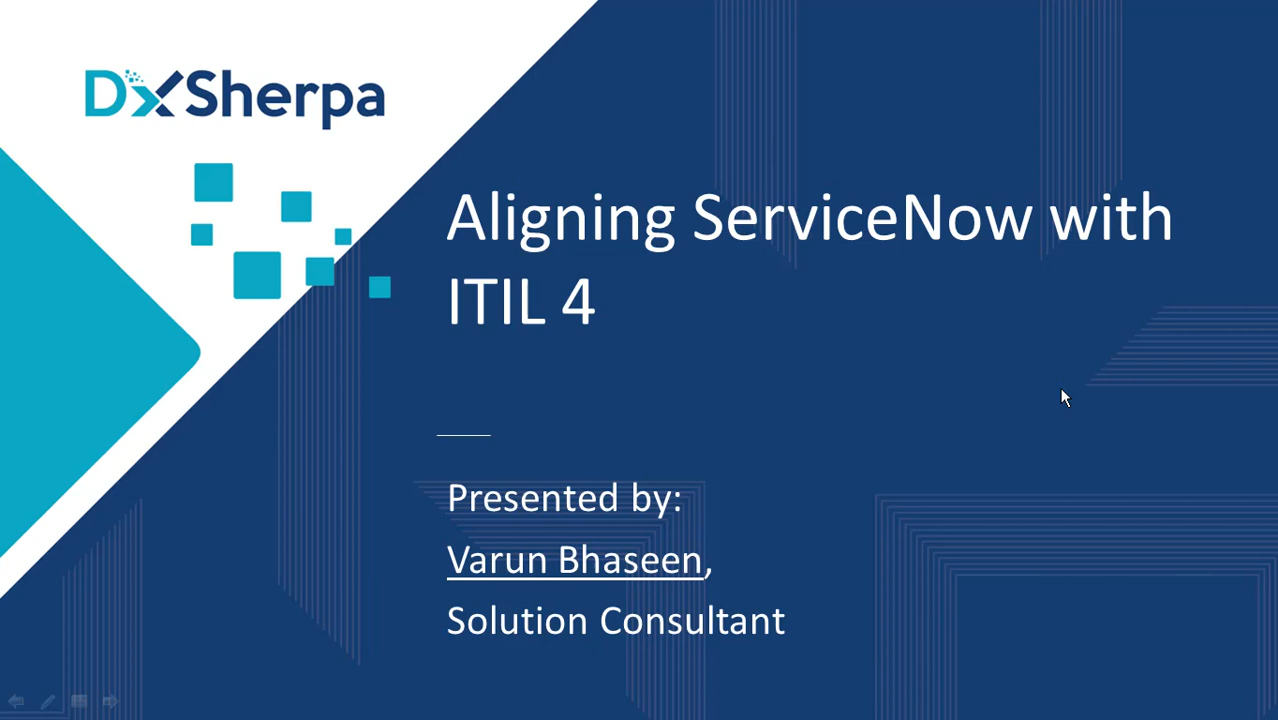 DxSherpa
Aligning ServiceNow with
ITIL 4
Presented by:
Varun Bhaseen,
Solution Consultant